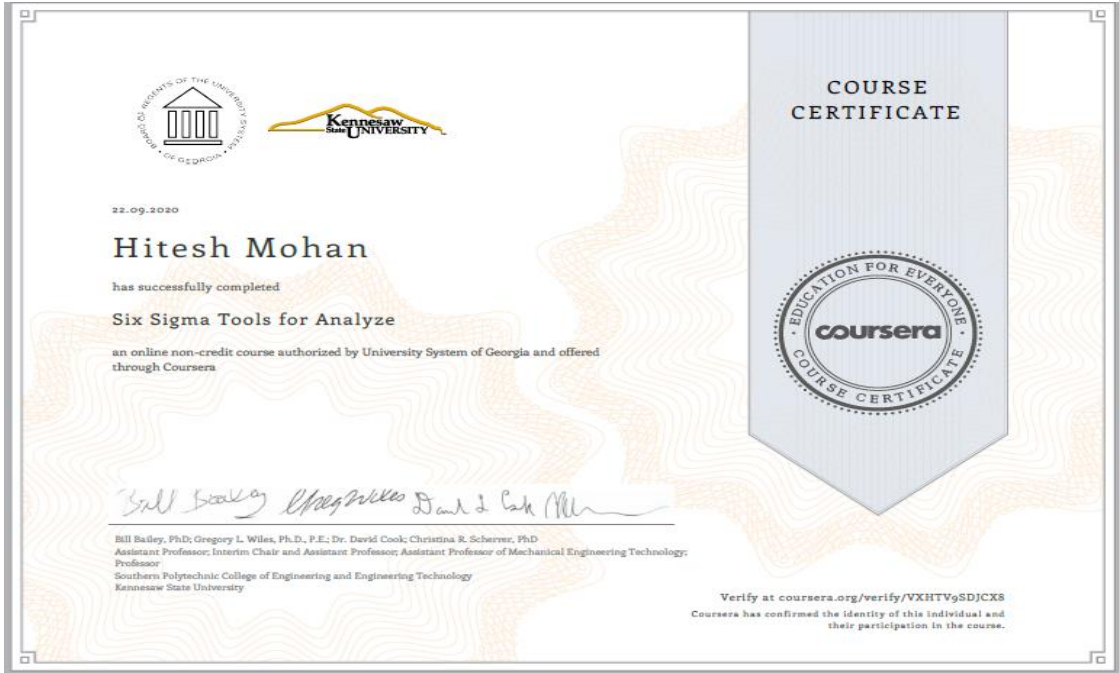 BOARD OF REGENTS OF THE UNIVERSITY SYSTEM
• OF GEORGIA •
Kennesaw
State UNIVERSITY
COURSE
CERTIFICATE
22.09.2020
Hitesh Mohan
has successfully completed
Six Sigma Tools for Analyze
an online non-credit course authorized by University System of Georgia and offered
through Coursera
EDUCATION FOR EVERYONE
coursera
COURSE CERTIFICATE
Bill Bailey, PhD; Gregory L. Wiles, Ph.D., P.E.; Dr. David Cook; Christina R. Scherrer, PhD
Assistant Professor; Interim Chair and Assistant Professor; Assistant Professor of Mechanical Engineering Technology;
Professor
Southern Polytechnic College of Engineering and Engineering Technology
Kennesaw State University
Verify at coursera.org/verify/VXHTV9SDJCX8
Coursera has confirmed the identity of this individual and
their participation in the course.